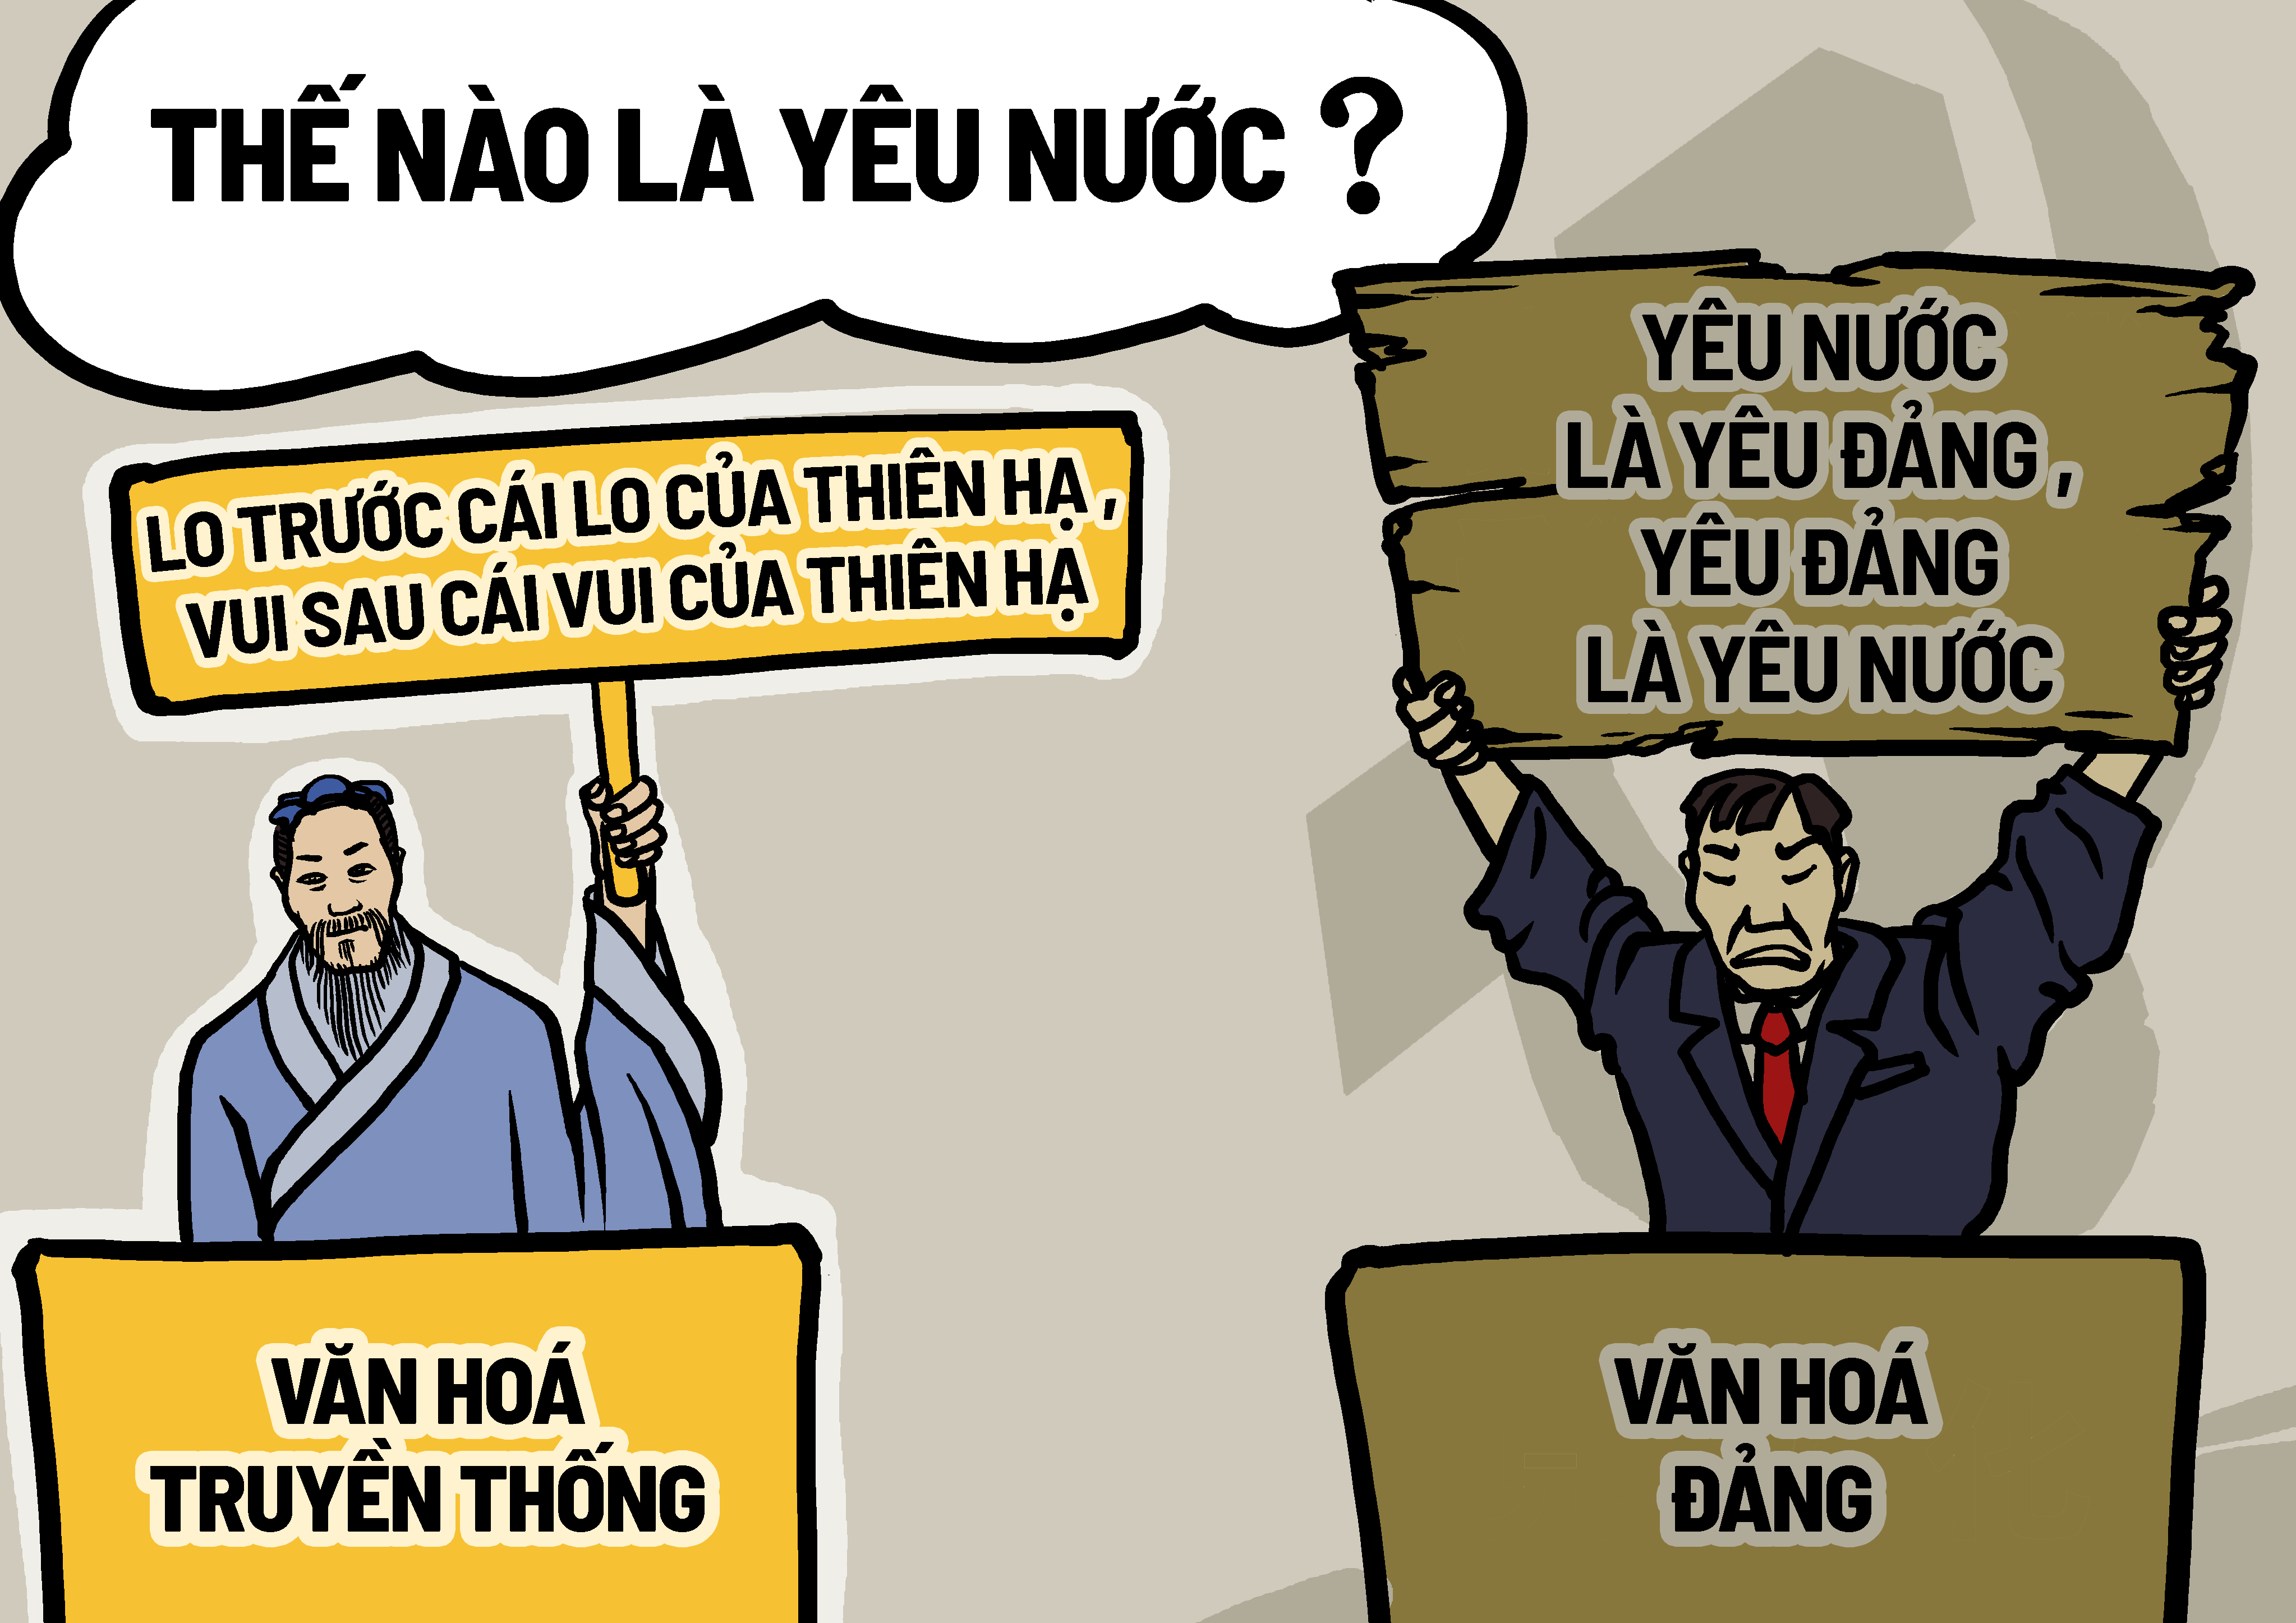 THẾ NÀO LÀ YÊU NƯỚC ?
LO TRƯỚC CÁI LO CỦA THIÊN HẠ,
VUI SAU CÁI VUI CỦA THIÊN HẠ
YÊU NƯỚC
LÀ YÊU ĐẢNG,
YÊU ĐẢNG
LÀ YÊU NƯỚC
VĂN HOÁ
TRUYỀN THỐNG
VĂN HOÁ
ĐẢNG